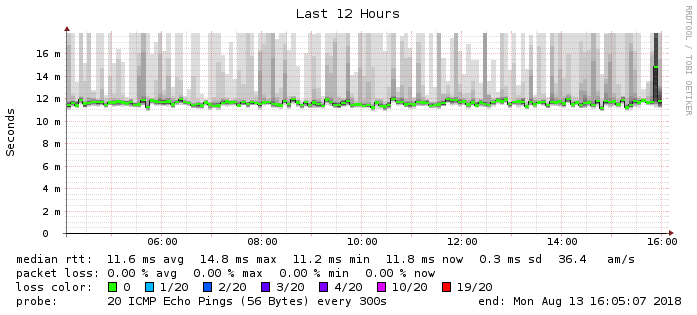 Last 12 Hours
RRDTOOL / TOBI OETIKER
Seconds
16 m
14 m
12 m
10 m
8 m
6 m
4 m
2 m
0
06:00 08:00 10:00 12:00 14:00 16:00
median rtt: 11.6 ms avg 14.8 ms max 11.2 ms min 11.8 ms now 0.3 ms sd 36.4 am/s
packet loss: 0.00 % avg 0.00 % max 0.00 % min 0.00 % now
loss color: 0 1/20 2/20 3/20 4/20 10/20 19/20
probe: 20 ICMP Echo Pings (56 Bytes) every 300s end: Mon Aug 13 16:05:07 2018